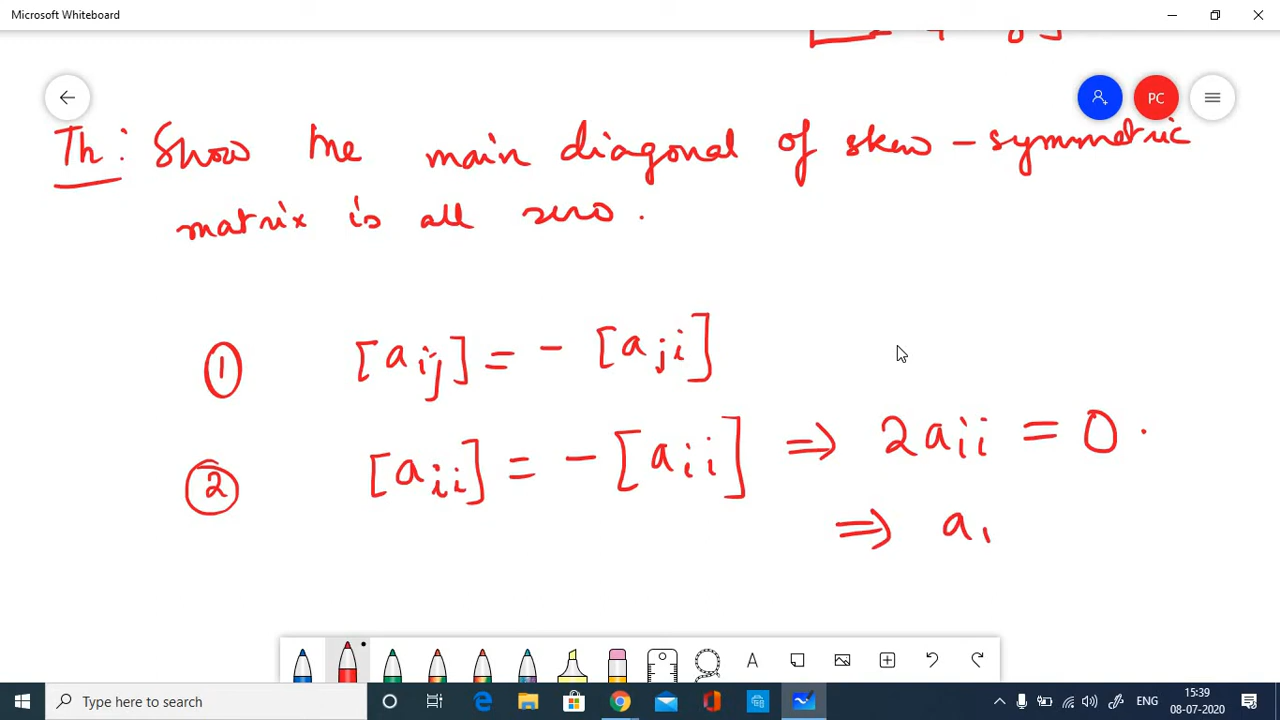 Microsoft Whiteboard
PC
Th: Show the main diagonal of skew-symmetric
matrix is all zero.
① [aij] = - [aji]
② [aii] = - [aii] ⇒ 2aii = 0.
⇒ ai
A
Type here to search
ENG
15:39
08-07-2020